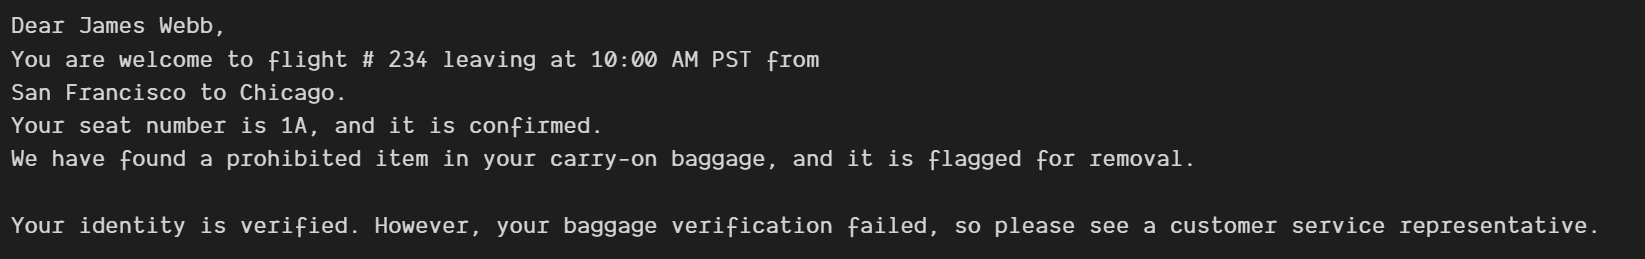 Dear James Webb,
You are welcome to flight # 234 leaving at 10:00 AM PST from
San Francisco to Chicago.
Your seat number is 1A, and it is confirmed.
We have found a prohibited item in your carry-on baggage, and it is flagged for removal.
Your identity is verified. However, your baggage verification failed, so please see a customer service representative.